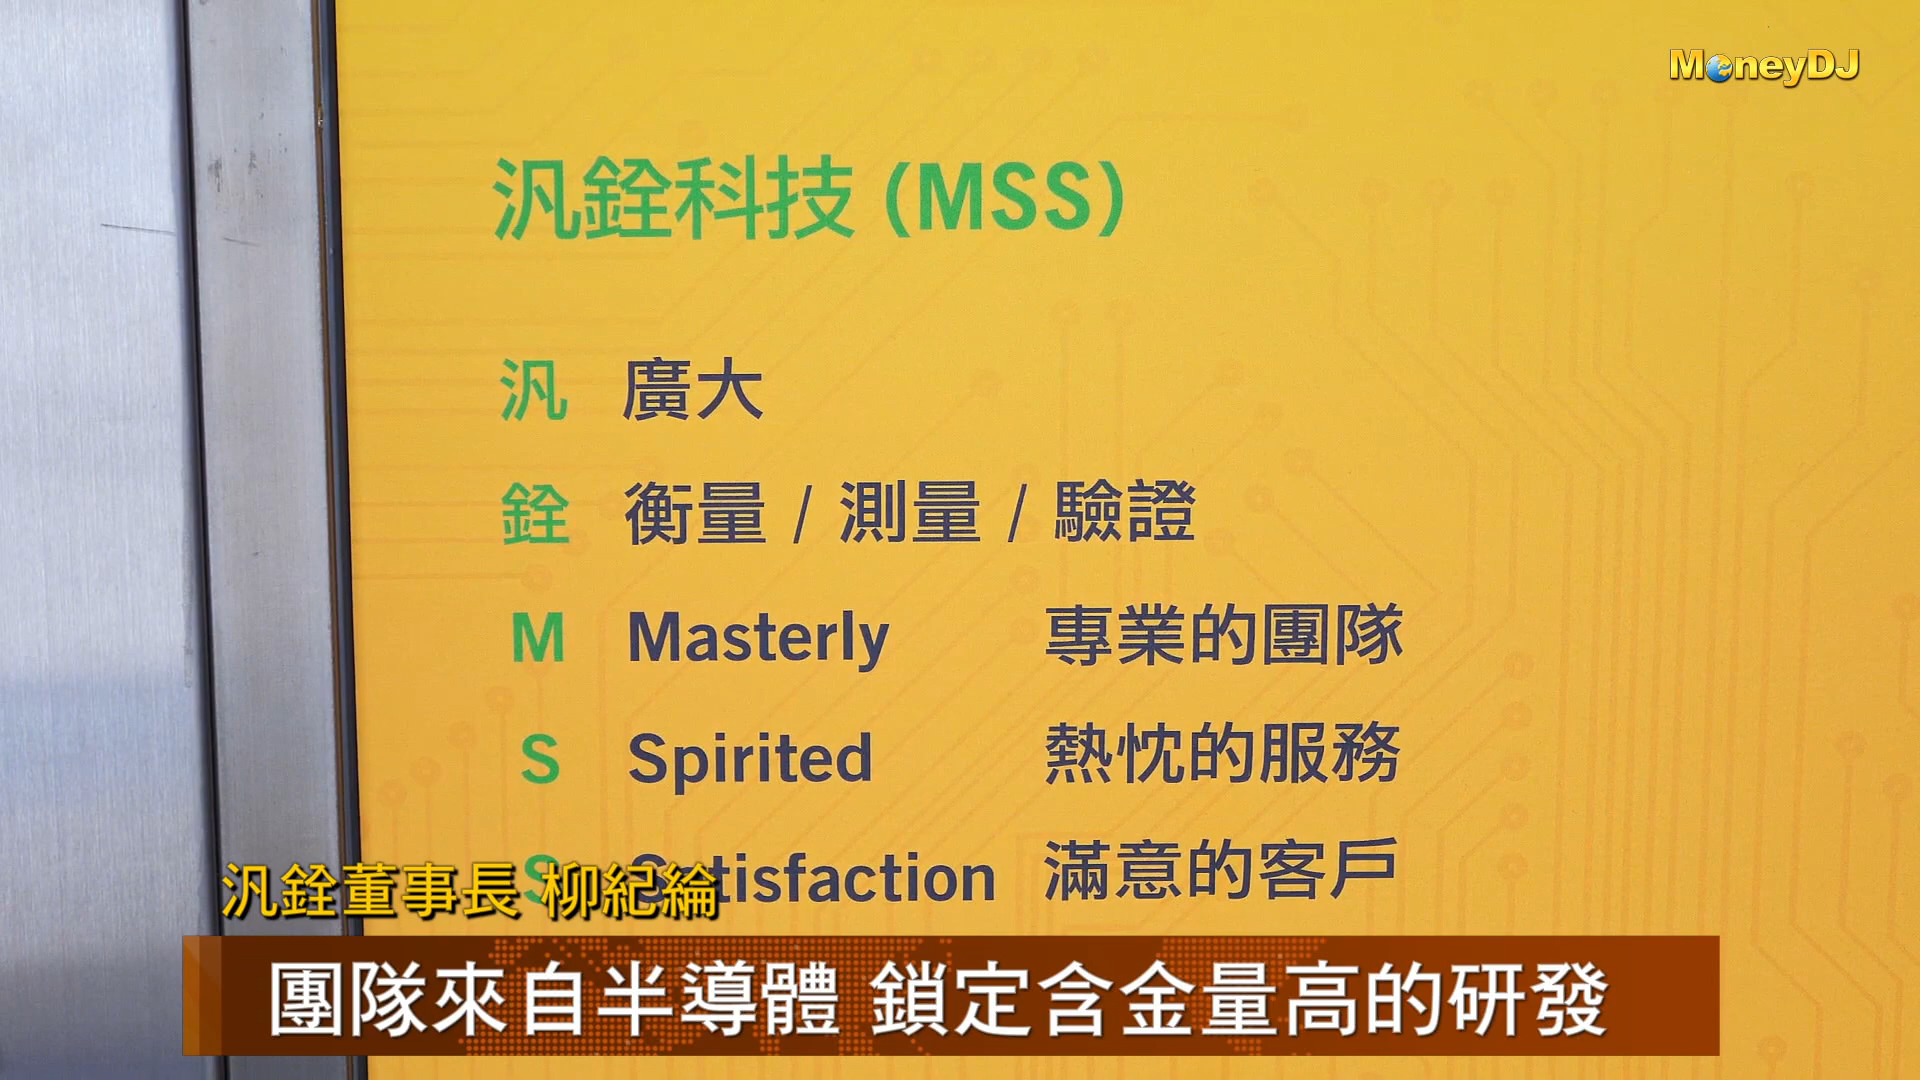 MoneyDJ
汎銓科技 (MSS)
汎 廣大
銓 衡量 / 測量 / 驗證
M Masterly 專業的團隊
S Spirited 熱忱的服務
S Satisfaction 滿意的客戶
汎銓董事長 柳紀綸
團隊來自半導體 鎖定含金量高的研發